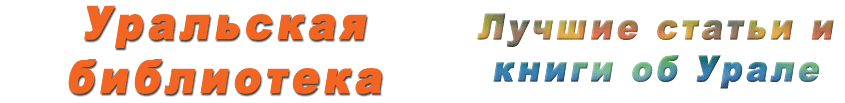 Уральская
библиотека
Лучшие статьи и
книги об Урале